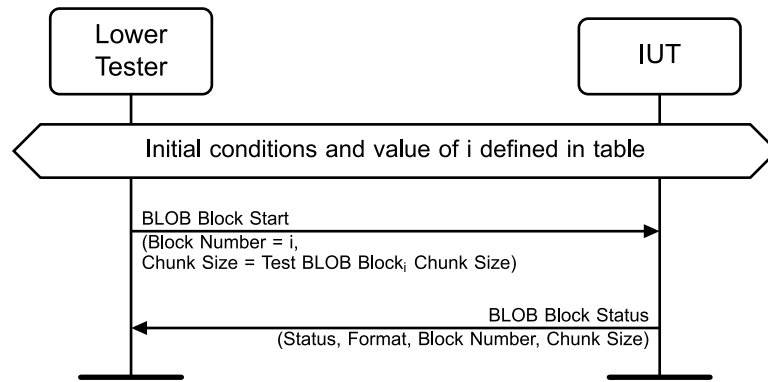 Lower
Tester
IUT
Initial conditions and value of i defined in table
BLOB Block Start
(Block Number = i,
Chunk Size = Test BLOB Blockᵢ Chunk Size)
BLOB Block Status
(Status, Format, Block Number, Chunk Size)